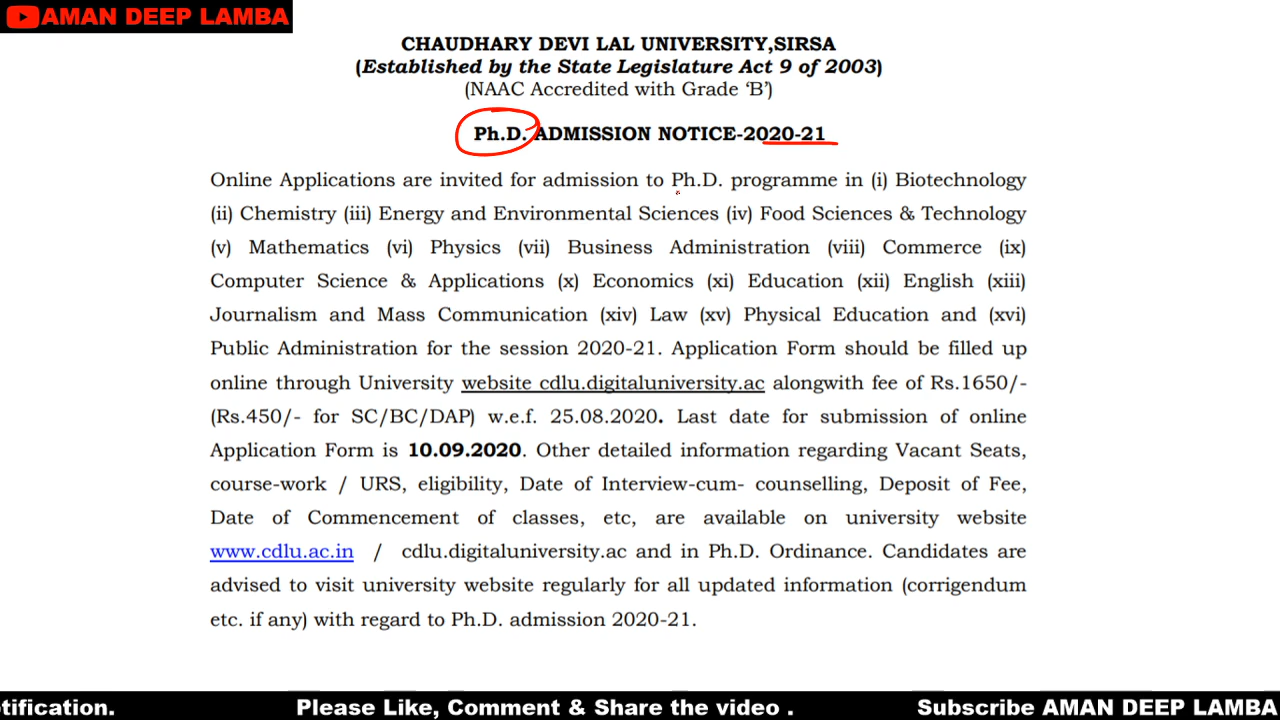 AMAN DEEP LAMBA
CHAUDHARY DEVI LAL UNIVERSITY,SIRSA
(Established by the State Legislature Act 9 of 2003)
(NAAC Accredited with Grade ‘B’)
Ph.D. ADMISSION NOTICE-2020-21
Online Applications are invited for admission to Ph.D. programme in (i) Biotechnology
(ii) Chemistry (iii) Energy and Environmental Sciences (iv) Food Sciences & Technology
(v) Mathematics (vi) Physics (vii) Business Administration (viii) Commerce (ix)
Computer Science & Applications (x) Economics (xi) Education (xii) English (xiii)
Journalism and Mass Communication (xiv) Law (xv) Physical Education and (xvi)
Public Administration for the session 2020-21. Application Form should be filled up
online through University website cdlu.digitaluniversity.ac alongwith fee of Rs.1650/-
(Rs.450/- for SC/BC/DAP) w.e.f. 25.08.2020. Last date for submission of online
Application Form is 10.09.2020. Other detailed information regarding Vacant Seats,
course-work / URS, eligibility, Date of Interview-cum- counselling, Deposit of Fee,
Date of Commencement of classes, etc, are available on university website
www.cdlu.ac.in / cdlu.digitaluniversity.ac and in Ph.D. Ordinance. Candidates are
advised to visit university website regularly for all updated information (corrigendum
etc. if any) with regard to Ph.D. admission 2020-21.
tification. Please Like, Comment & Share the video . Subscribe AMAN DEEP LAMBA